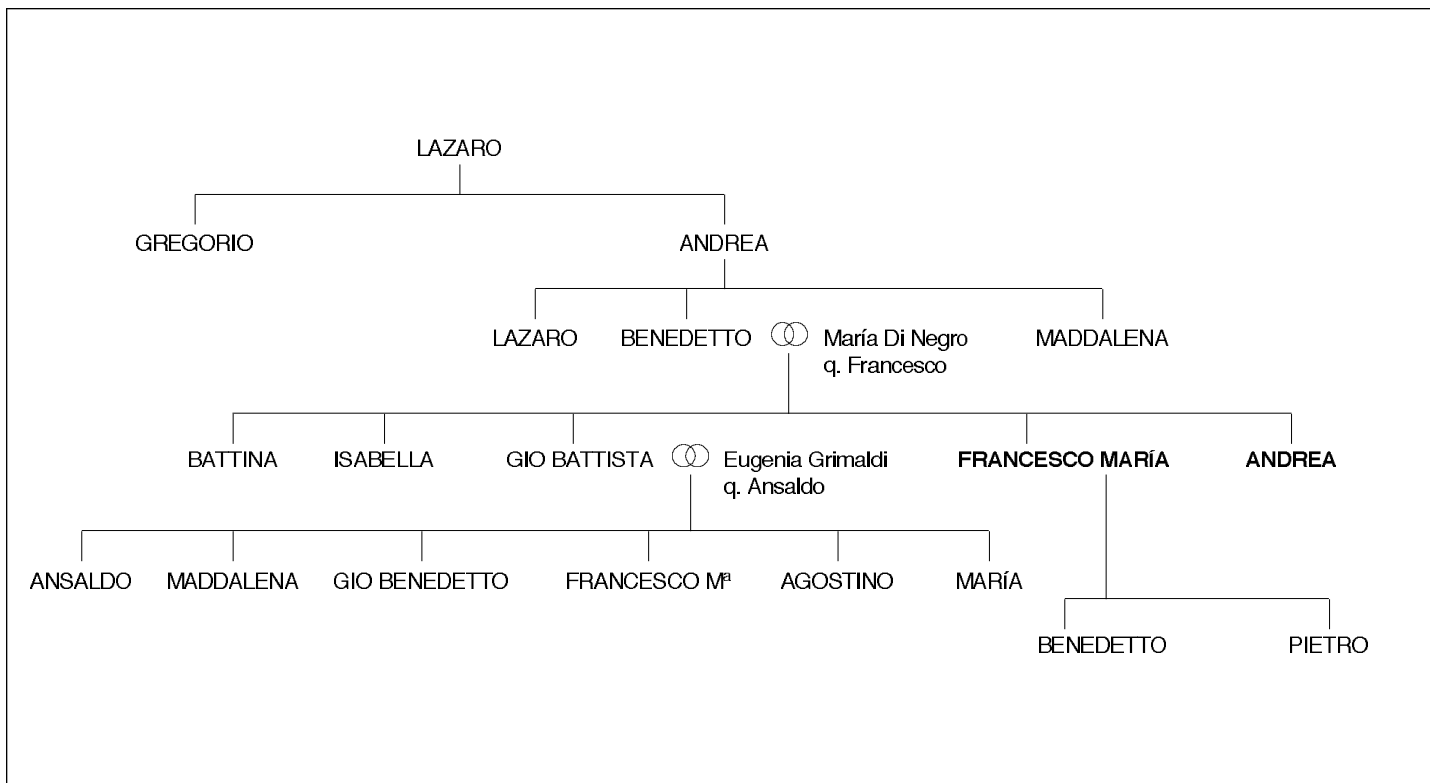 LAZARO
GREGORIO
ANDREA
LAZARO
BENEDETTO
María Di Negro
q. Francesco
MADDALENA
BATTINA
ISABELLA
GIO BATTISTA
Eugenia Grimaldi
q. Ansaldo
FRANCESCO MARÍA
ANDREA
ANSALDO
MADDALENA
GIO BENEDETTO
FRANCESCO Mª
AGOSTINO
MARÍA
BENEDETTO
PIETRO